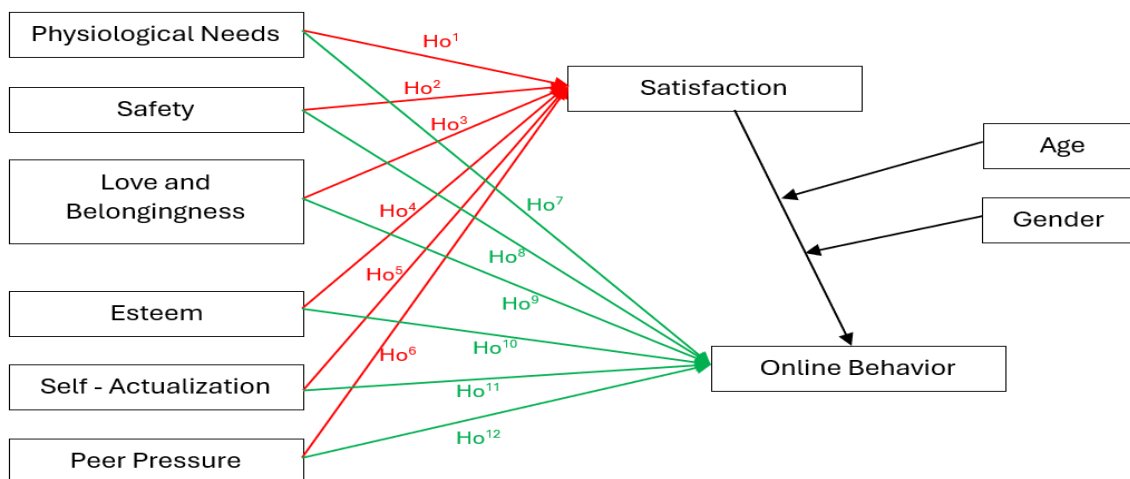 Physiological Needs
Safety
Love and
Belongingness
Esteem
Self - Actualization
Peer Pressure
Ho¹
Ho²
Ho³
Ho⁴
Ho⁵
Ho⁶
Ho⁷
Ho⁸
Ho⁹
Ho¹⁰
Ho¹¹
Ho¹²
Satisfaction
Online Behavior
Age
Gender